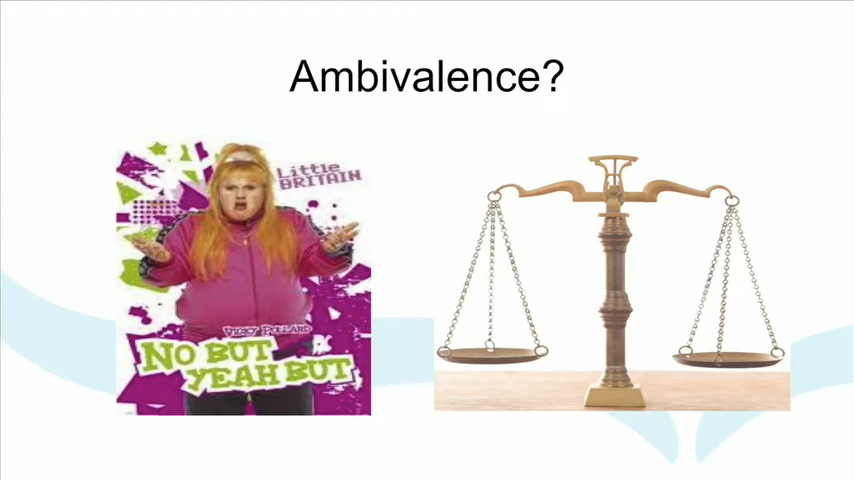 Ambivalence?
Little
BRITAIN
VICKY POLLARD
NO BUT
YEAH BUT